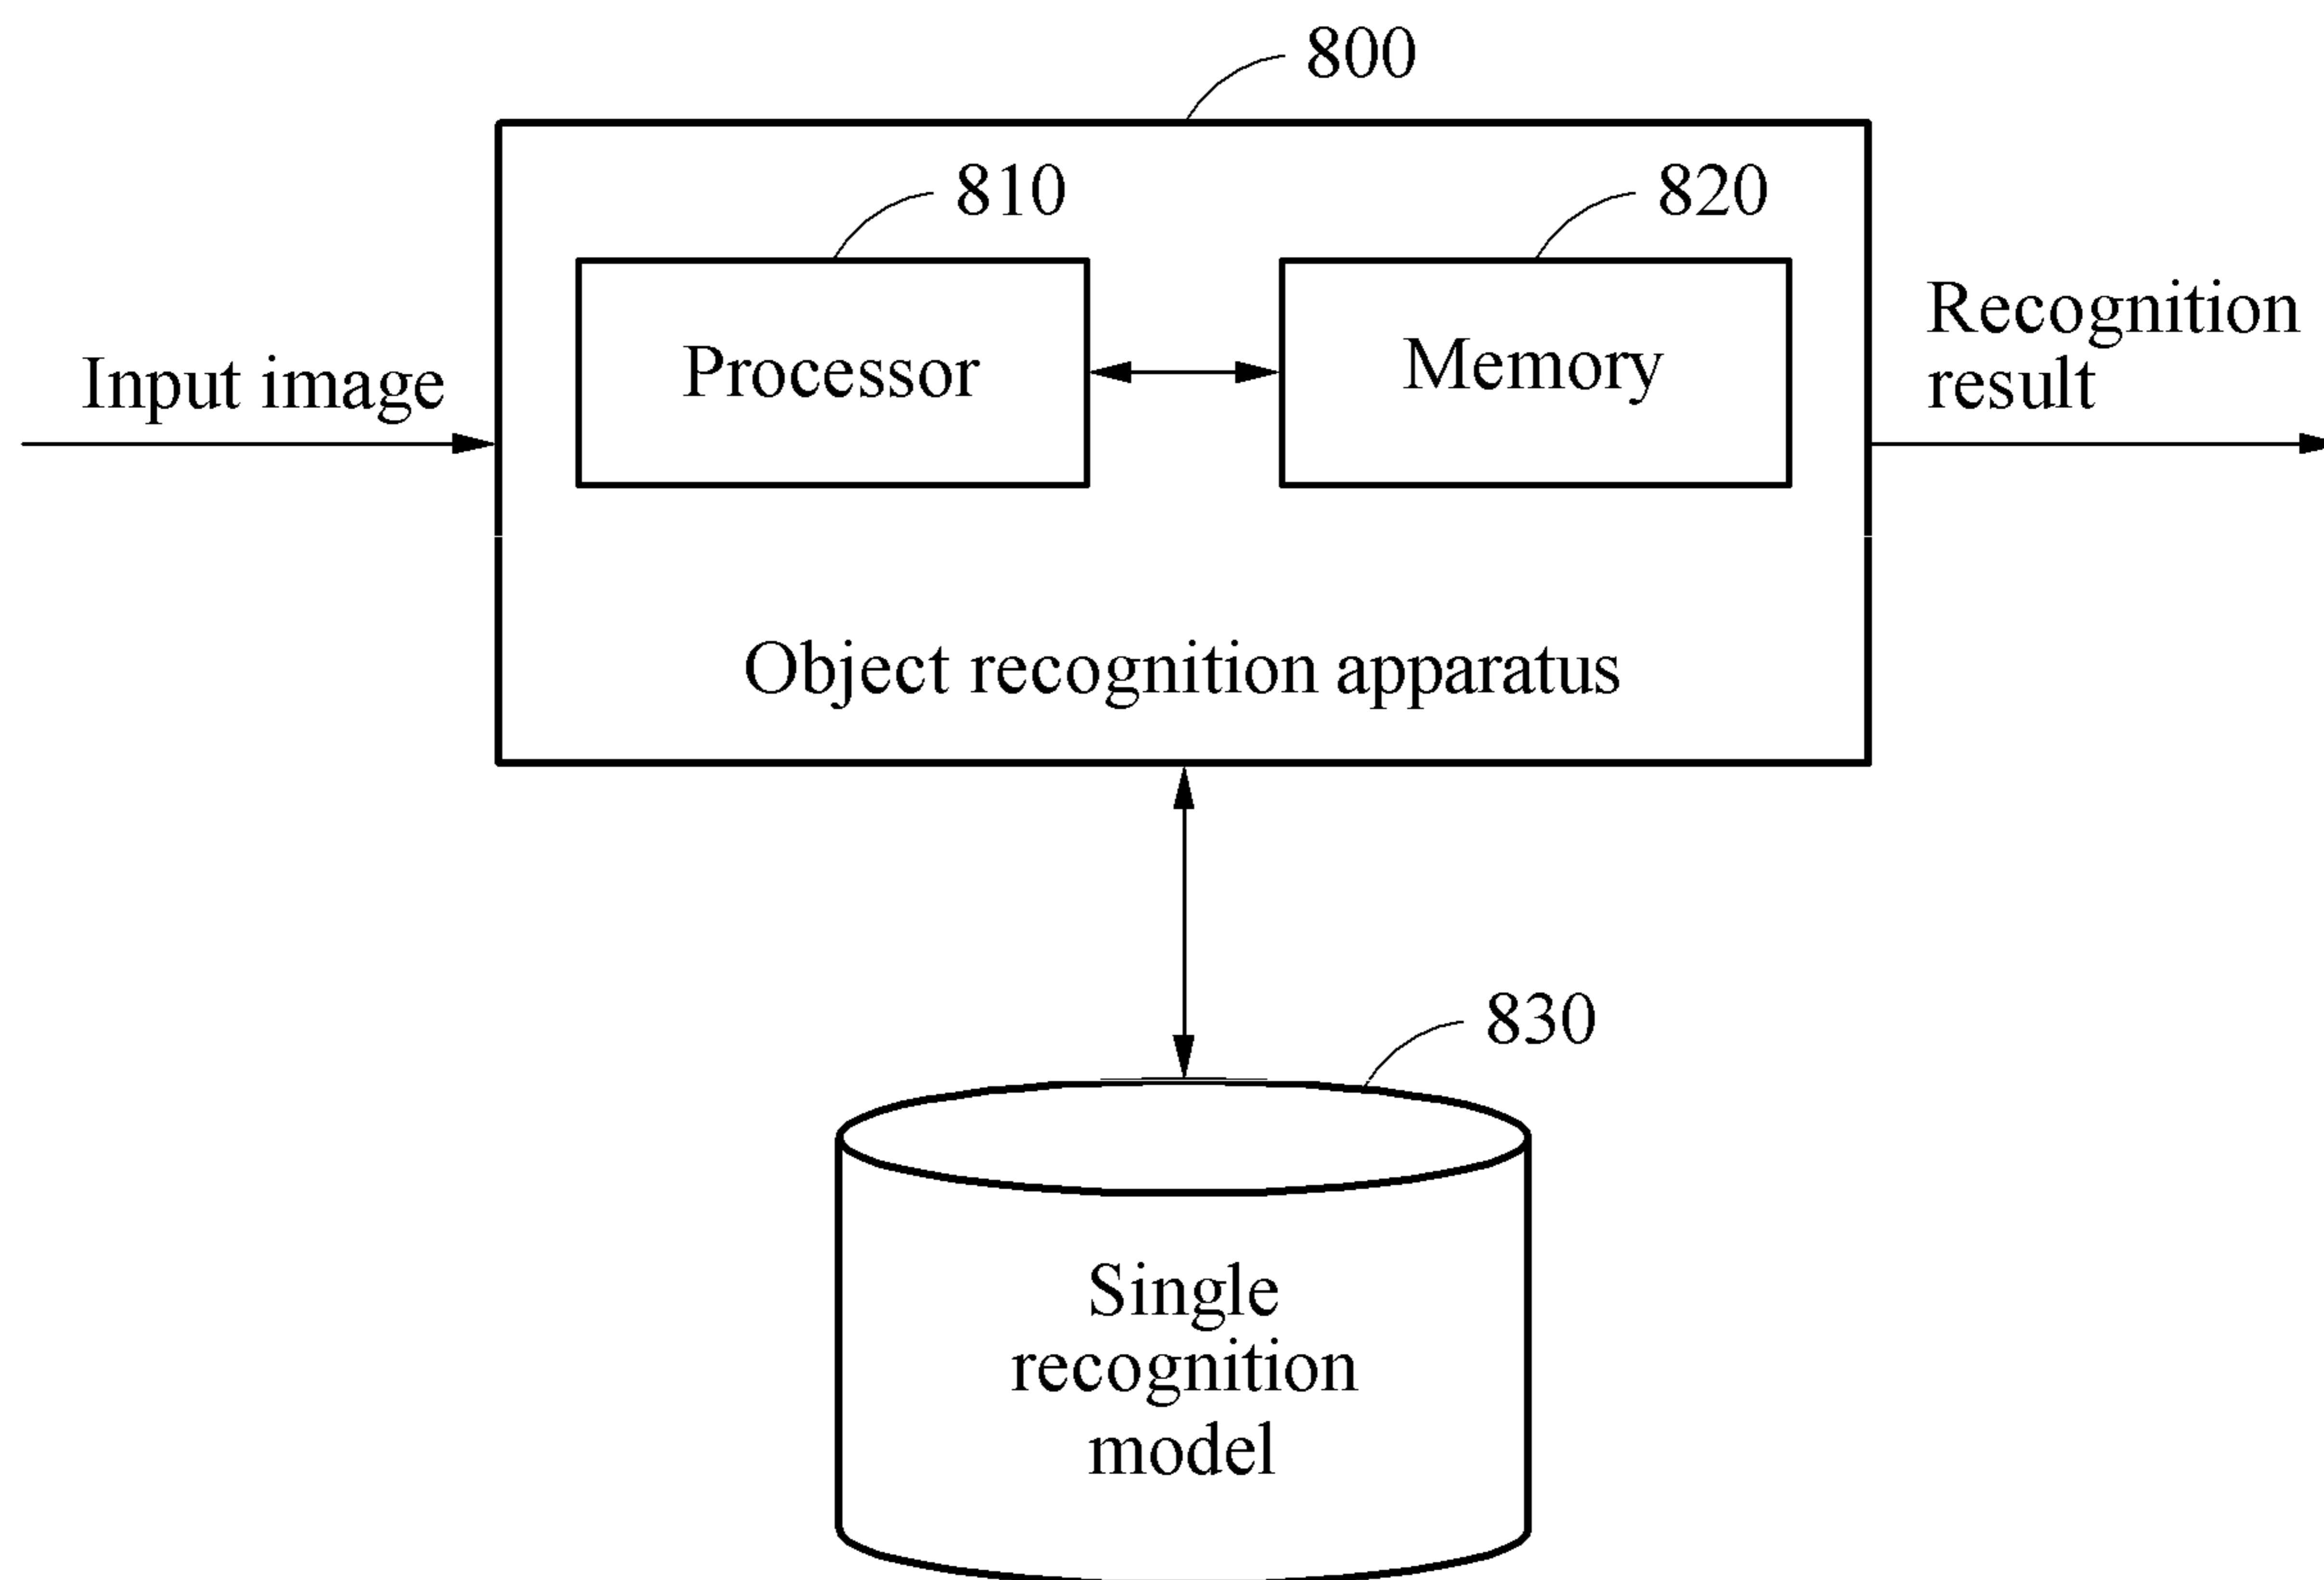 800
810
820
Processor
Memory
Input image
Recognition
result
Object recognition apparatus
830
Single
recognition
model